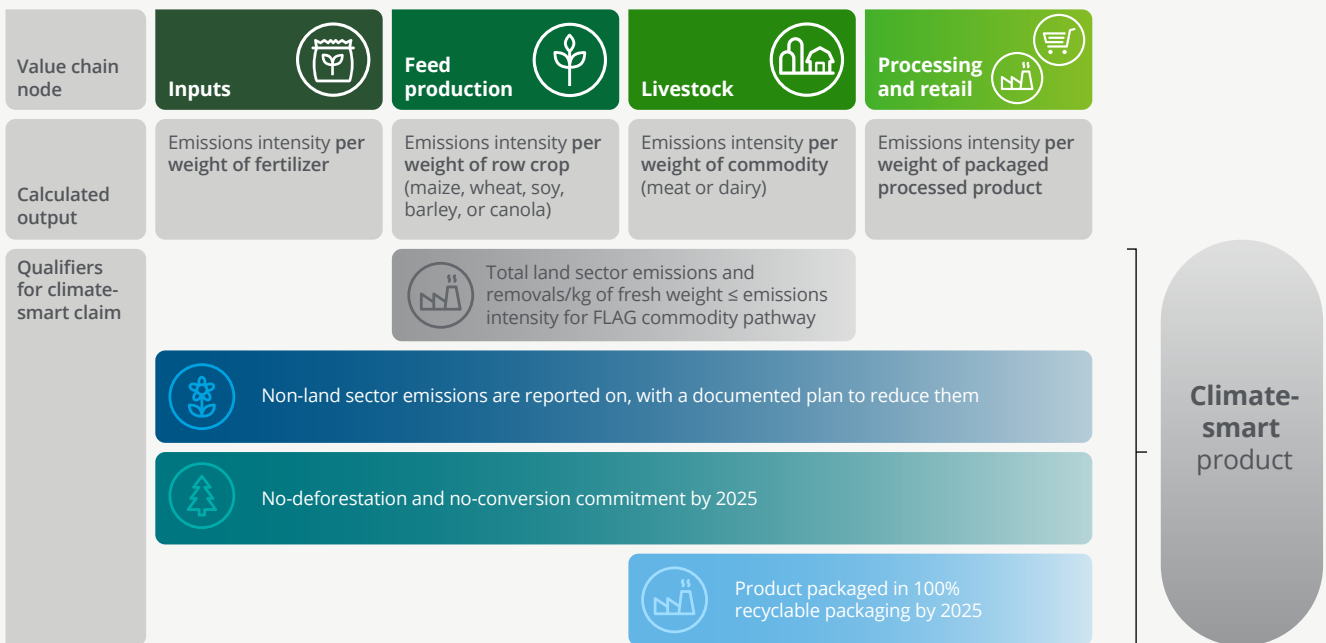 Value chain
node
Inputs
Feed
production
Livestock
Processing
and retail
Calculated
output
Emissions intensity per
weight of fertilizer
Emissions intensity per
weight of row crop
(maize, wheat, soy,
barley, or canola)
Emissions intensity per
weight of commodity
(meat or dairy)
Emissions intensity per
weight of packaged
processed product
Qualifiers
for climate-
smart claim
Total land sector emissions and
removals/kg of fresh weight ≤ emissions
intensity for FLAG commodity pathway
Non-land sector emissions are reported on, with a documented plan to reduce them
No-deforestation and no-conversion commitment by 2025
Product packaged in 100%
recyclable packaging by 2025
Climate-
smart
product